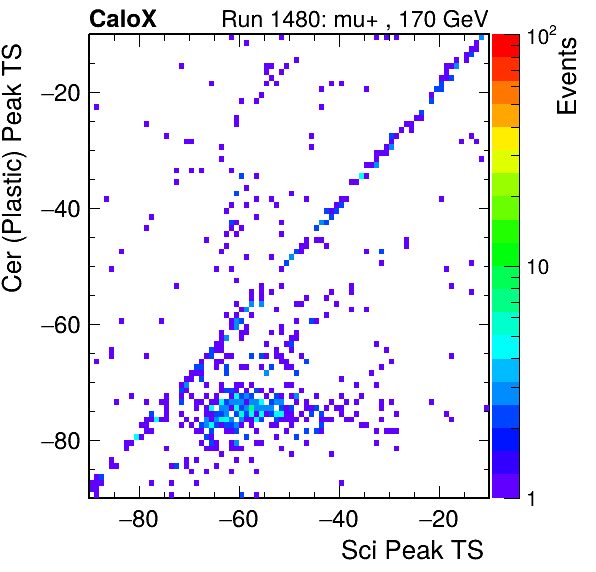 CaloX Run 1480: mu+ , 170 GeV
Cer (Plastic) Peak TS
−20
−40
−60
−80
−80 −60 −40 −20
Sci Peak TS
10²
10
1
Events